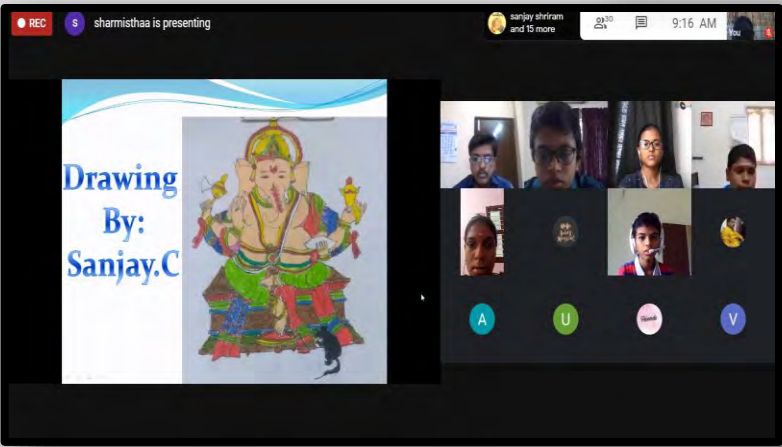 REC
S
sharmisthaa is presenting
sanjay shriram
and 15 more
30
9:16 AM
You
Drawing
By:
Sanjay.C
A
U
V